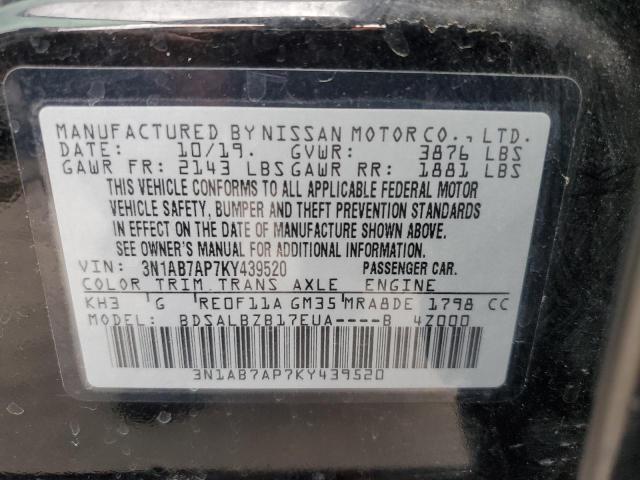 MANUFACTURED BY NISSAN MOTOR CO., LTD.
DATE: 10/19. GVWR: 3876 LBS
GAWR FR: 2143 LBS GAWR RR: 1881 LBS
THIS VEHICLE CONFORMS TO ALL APPLICABLE FEDERAL MOTOR
VEHICLE SAFETY, BUMPER AND THEFT PREVENTION STANDARDS
IN EFFECT ON THE DATE OF MANUFACTURE SHOWN ABOVE.
SEE OWNER'S MANUAL FOR ADDITIONAL INFORMATION.
VIN: 3N1AB7AP7KY439520 PASSENGER CAR.
COLOR TRIM TRANS AXLE ENGINE
KH3 G RE0F11A GM35 MRA8DE 1798 CC
MODEL: BDSALBZB17EUA----B 4Z000
3N1AB7AP7KY439520